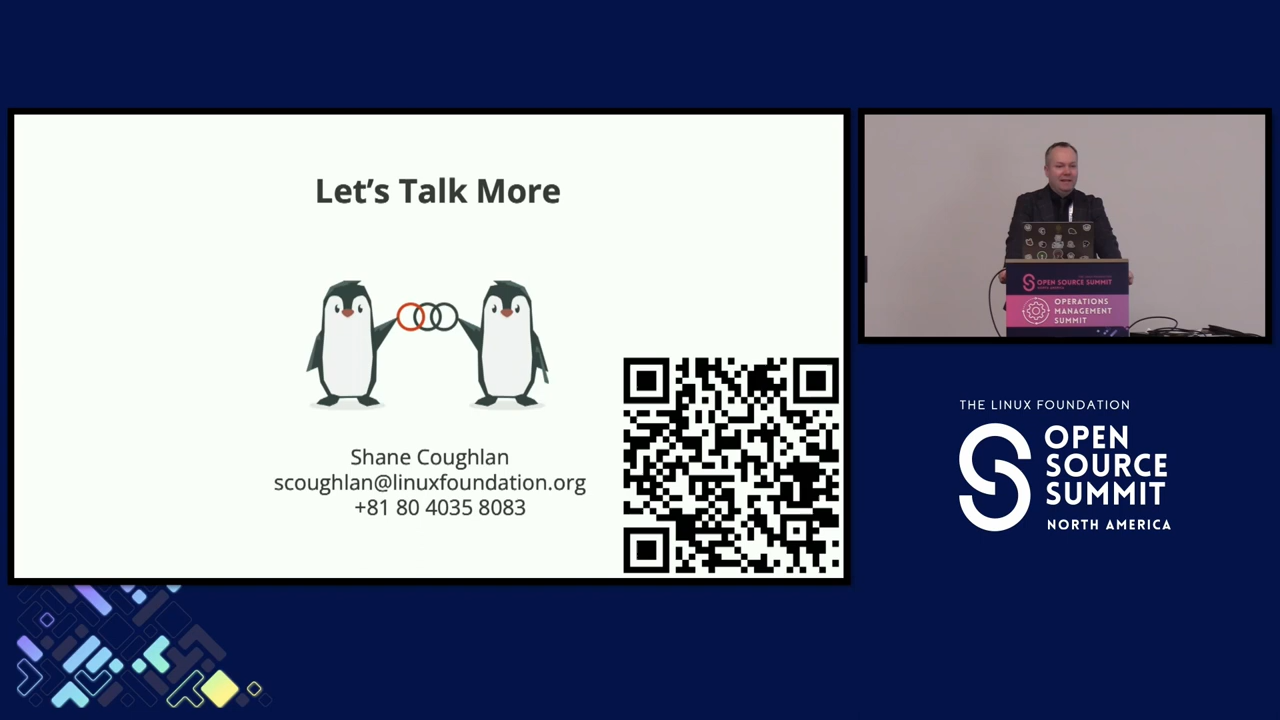 Let's Talk More
Shane Coughlan
scoughlan@linuxfoundation.org
+81 80 4035 8083
OPEN SOURCE SUMMIT
OPERATIONS
MANAGEMENT
SUMMIT
THE LINUX FOUNDATION
OPEN
SOURCE
SUMMIT
NORTH AMERICA